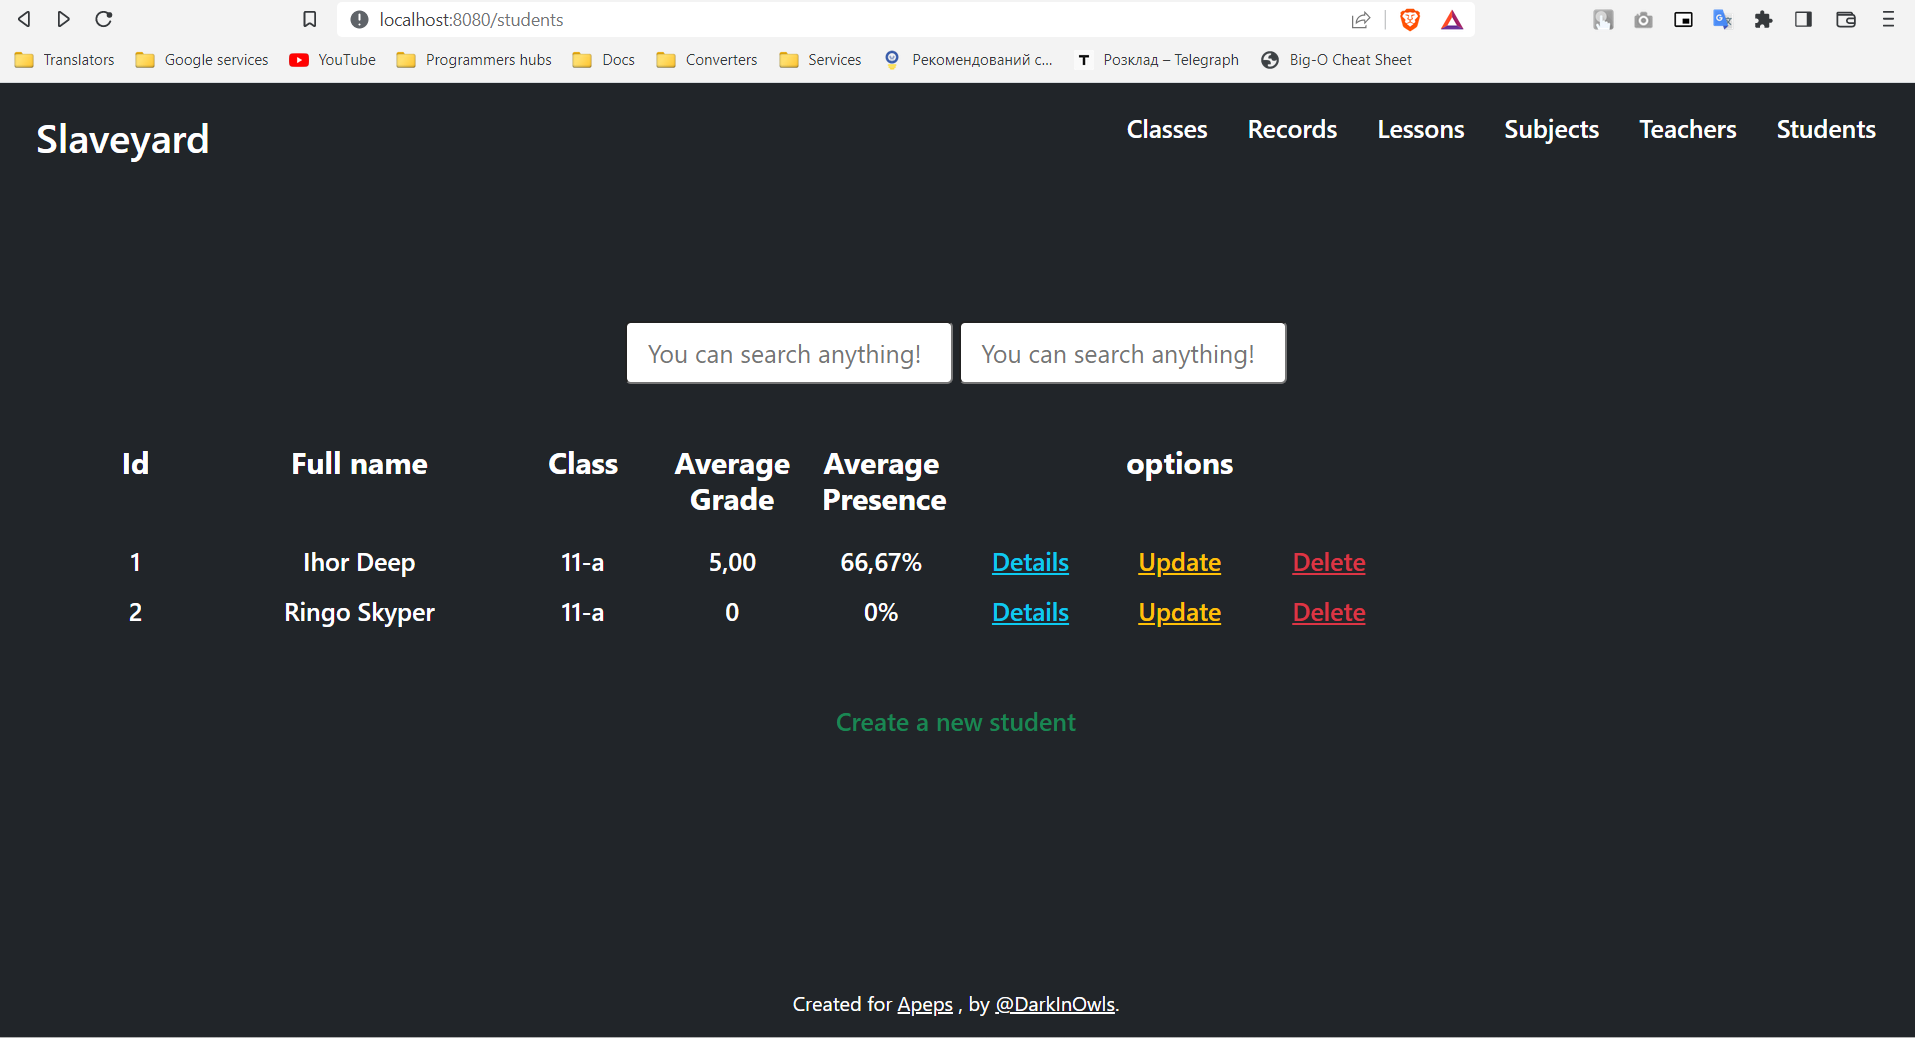 localhost:8080/students
Translators Google services YouTube Programmers hubs Docs Converters Services Рекомендований с... T Розклад – Telegraph Big-O Cheat Sheet
Slaveyard Classes Records Lessons Subjects Teachers Students
You can search anything! You can search anything!
Id Full name Class Average Grade Average Presence options
1 Ihor Deep 11-a 5,00 66,67% Details Update Delete
2 Ringo Skyper 11-a 0 0% Details Update Delete
Create a new student
Created for Apeps , by @DarkInOwls.